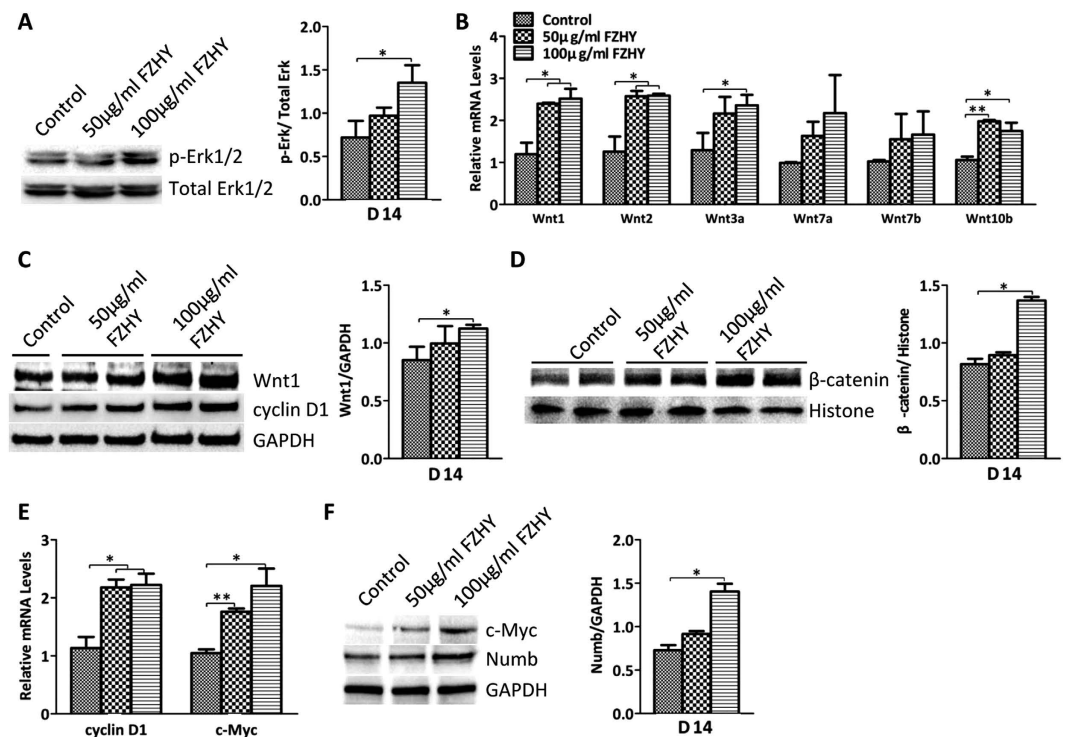 A
Control
50μg/ml FZHY
100μg/ml FZHY
p-Erk1/2
Total Erk1/2
p-Erk/ Total Erk
2.0
1.5
1.0
0.5
0.0
*
D 14
B
Control
50μ g/ml FZHY
100μ g/ml FZHY
Relative mRNA Levels
4
3
2
1
0
* * * ** *
Wnt1 Wnt2 Wnt3a Wnt7a Wnt7b Wnt10b
C
Control
50μg/ml
FZHY
100μg/ml
FZHY
Wnt1
cyclin D1
GAPDH
Wnt1/GAPDH
1.5
1.0
0.5
0.0
*
D 14
D
Control
50μg/ml
FZHY
100μg/ml
FZHY
β-catenin
Histone
β -catenin/ Histone
1.5
1.0
0.5
0.0
*
D 14
E
Relative mRNA Levels
3
2
1
0
* ** *
cyclin D1 c-Myc
F
Control
50μg/ml FZHY
100μg/ml FZHY
c-Myc
Numb
GAPDH
Numb/GAPDH
2.0
1.5
1.0
0.5
0.0
*
D 14